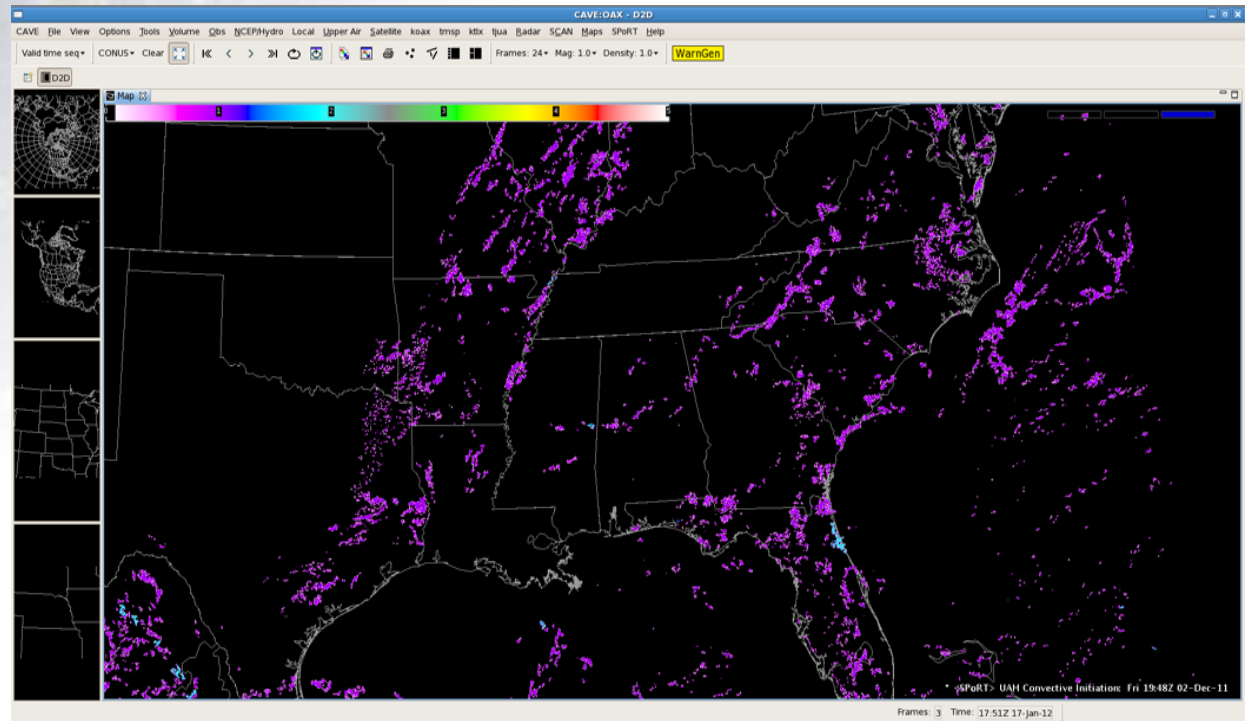 CAVE:OAX - D2D
CAVE File View Options Tools Volume Obs NCEP/Hydro Local Upper Air Satellite koax tmsp ktlx tjua Radar SCAN Maps SPoRT Help
Valid time seq CONUS Clear Frames: 24 Mag: 1.0 Density: 1.0 WarnGen
D2D
Map
0 1 2 3 4 5
* <SPoRT> UAH Convective Initiation: Fri 19:48Z 02-Dec-11
Frames: 3 Time: 17:51Z 17-Jan-12